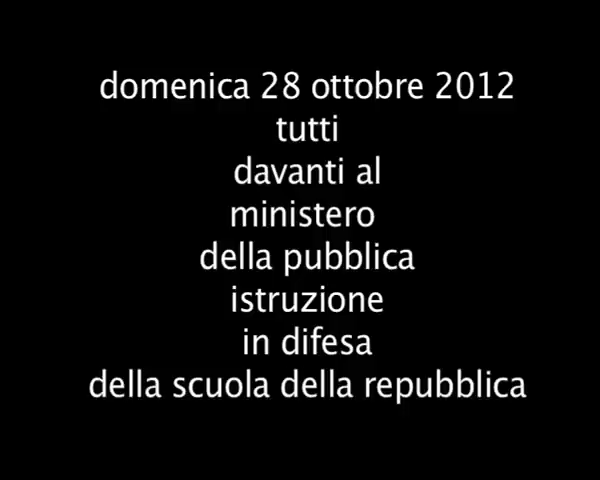 domenica 28 ottobre 2012
tutti
davanti al
ministero
della pubblica
istruzione
in difesa
della scuola della repubblica